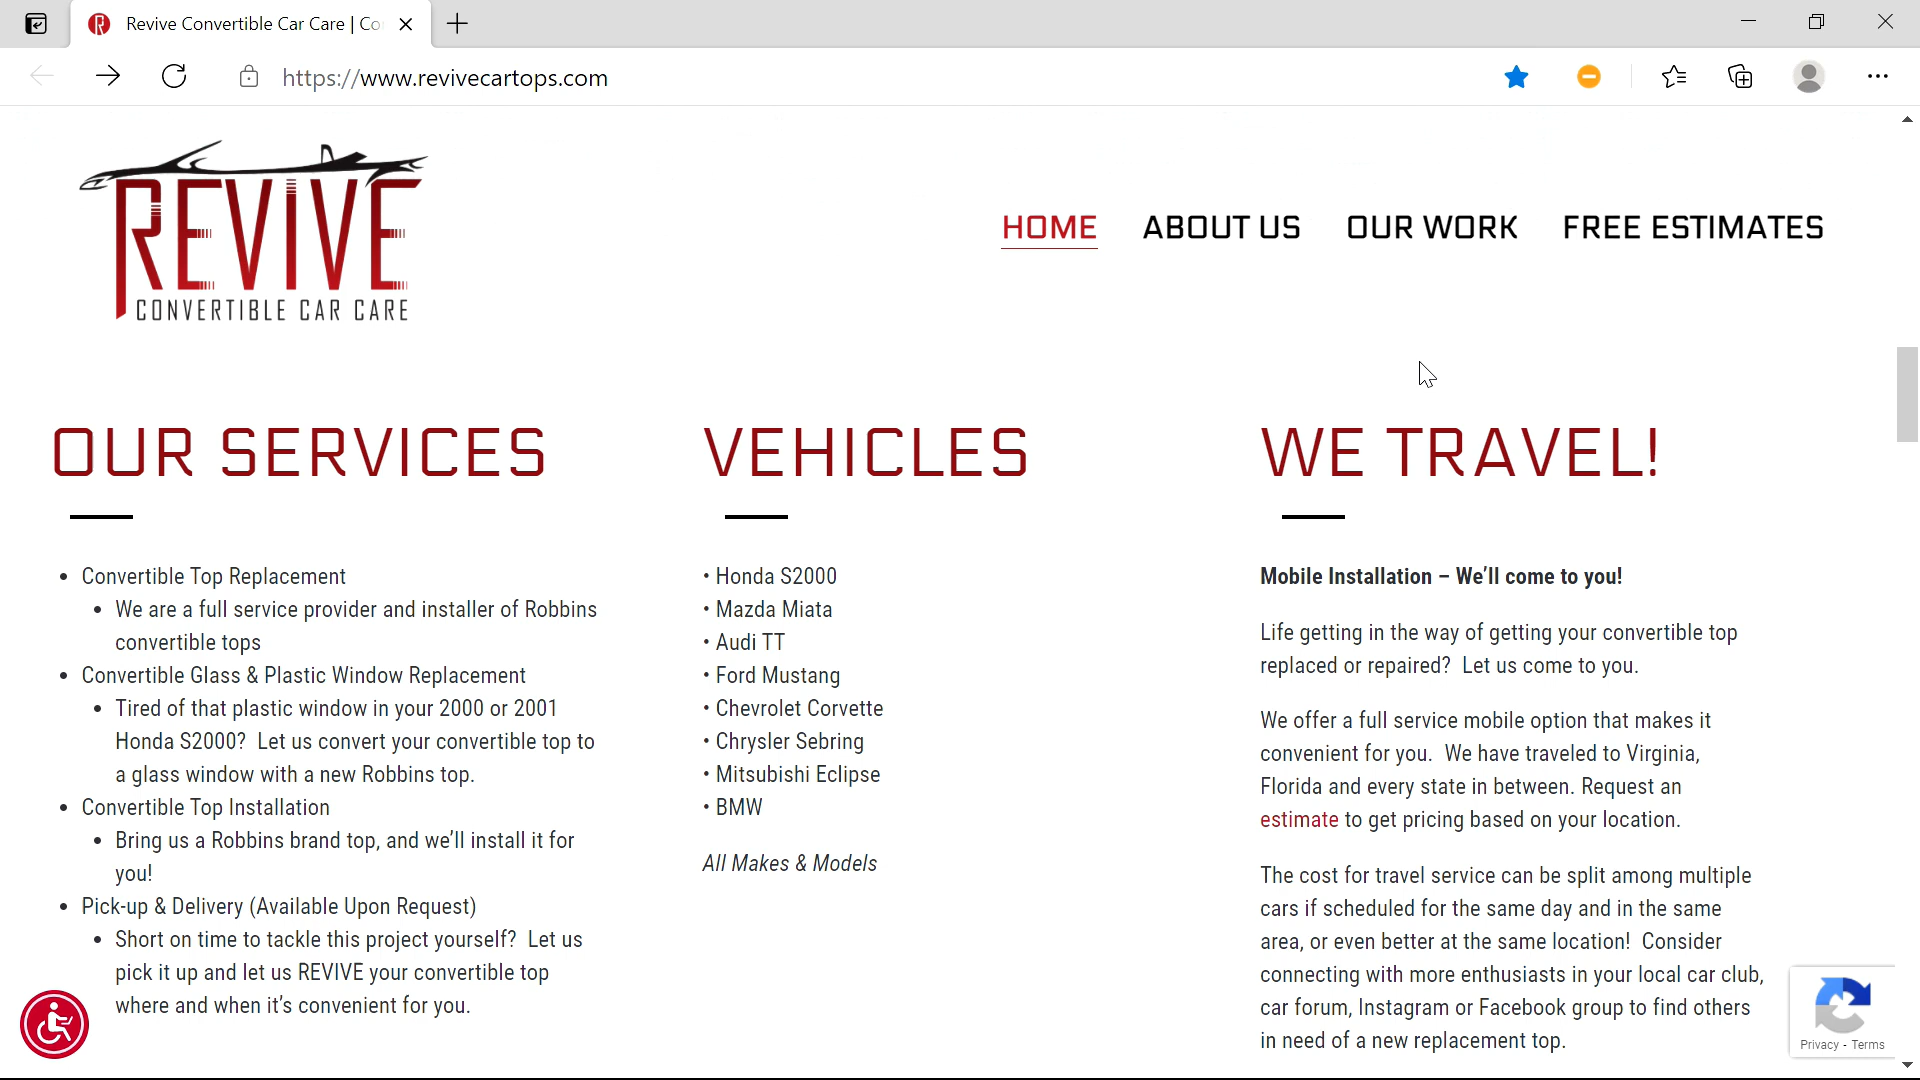 Revive Convertible Car Care | Co
https://www.revivecartops.com
REVIVE
CONVERTIBLE CAR CARE
HOME
ABOUT US
OUR WORK
FREE ESTIMATES
OUR SERVICES
• Convertible Top Replacement
• We are a full service provider and installer of Robbins
convertible tops
• Convertible Glass & Plastic Window Replacement
• Tired of that plastic window in your 2000 or 2001
Honda S2000? Let us convert your convertible top to
a glass window with a new Robbins top.
• Convertible Top Installation
• Bring us a Robbins brand top, and we’ll install it for
you!
• Pick-up & Delivery (Available Upon Request)
• Short on time to tackle this project yourself? Let us
pick it up and let us REVIVE your convertible top
where and when it’s convenient for you.
VEHICLES
• Honda S2000
• Mazda Miata
• Audi TT
• Ford Mustang
• Chevrolet Corvette
• Chrysler Sebring
• Mitsubishi Eclipse
• BMW
All Makes & Models
WE TRAVEL!
Mobile Installation – We’ll come to you!
Life getting in the way of getting your convertible top
replaced or repaired? Let us come to you.
We offer a full service mobile option that makes it
convenient for you. We have traveled to Virginia,
Florida and every state in between. Request an
estimate to get pricing based on your location.
The cost for travel service can be split among multiple
cars if scheduled for the same day and in the same
area, or even better at the same location! Consider
connecting with more enthusiasts in your local car club,
car forum, Instagram or Facebook group to find others
in need of a new replacement top.
Privacy - Terms